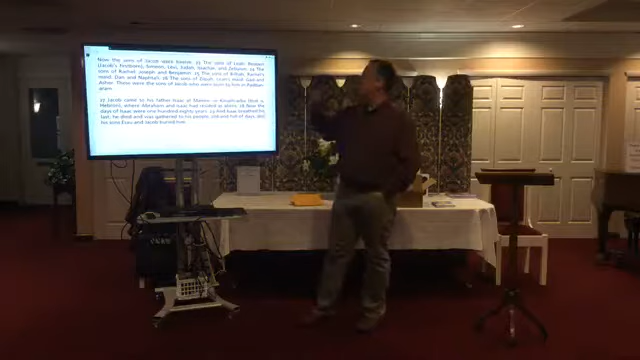 Now the sons of Jacob were twelve. 23 The sons of Leah: Reuben
(Jacob's firstborn), Simeon, Levi, Judah, Issachar, and Zebulun. 24 The
sons of Rachel: Joseph and Benjamin. 25 The sons of Bilhah, Rachel's
maid: Dan and Naphtali. 26 The sons of Zilpah, Leah's maid: Gad and
Asher. These were the sons of Jacob who were born to him in Paddan-
aram.
27 Jacob came to his father Isaac at Mamre, in Kiriath-arba (that is
Hebron), where Abraham and Isaac had resided as aliens. 28 Now the
days of Isaac were one hundred eighty years. 29 And Isaac breathed his
last; he died and was gathered to his people, old and full of days; and
his sons Esau and Jacob buried him.